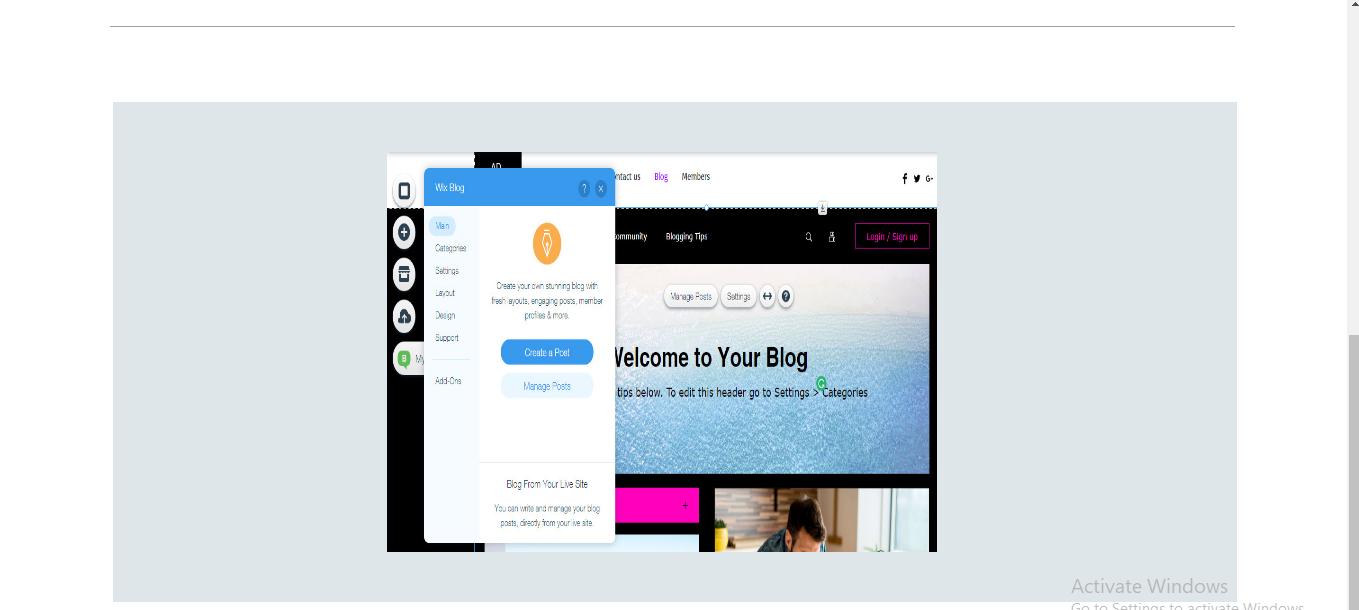 AD
ntact us Blog Members
G+
Wix Blog ? x
Main
Categories
Settings
Layout
Design
Support
Add-Ons
Create your own stunning blog with
fresh layouts, engaging posts, member
profiles & more.
Create a Post
Manage Posts
Blog From Your Live Site
You can write and manage your blog
posts, directly from your live site.
B My
ommunity Blogging Tips Login / Sign up
Manage Posts Settings ?
Welcome to Your Blog
tips below. To edit this header go to Settings > Categories
+
Activate Windows
Go to Settings to activate Windows.